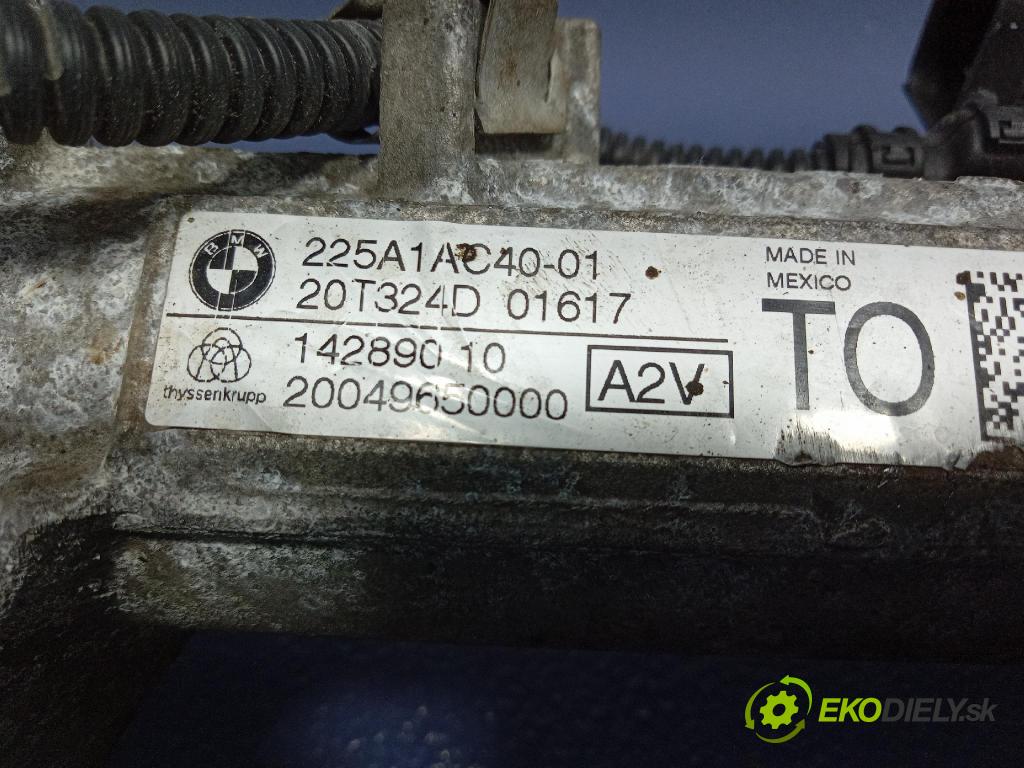 BMW
225A1AC40-01
20T324D 01617
thyssenkrupp
142890 10
20049650000
A2V
MADE IN
MEXICO
TO
EKODIELY.sk